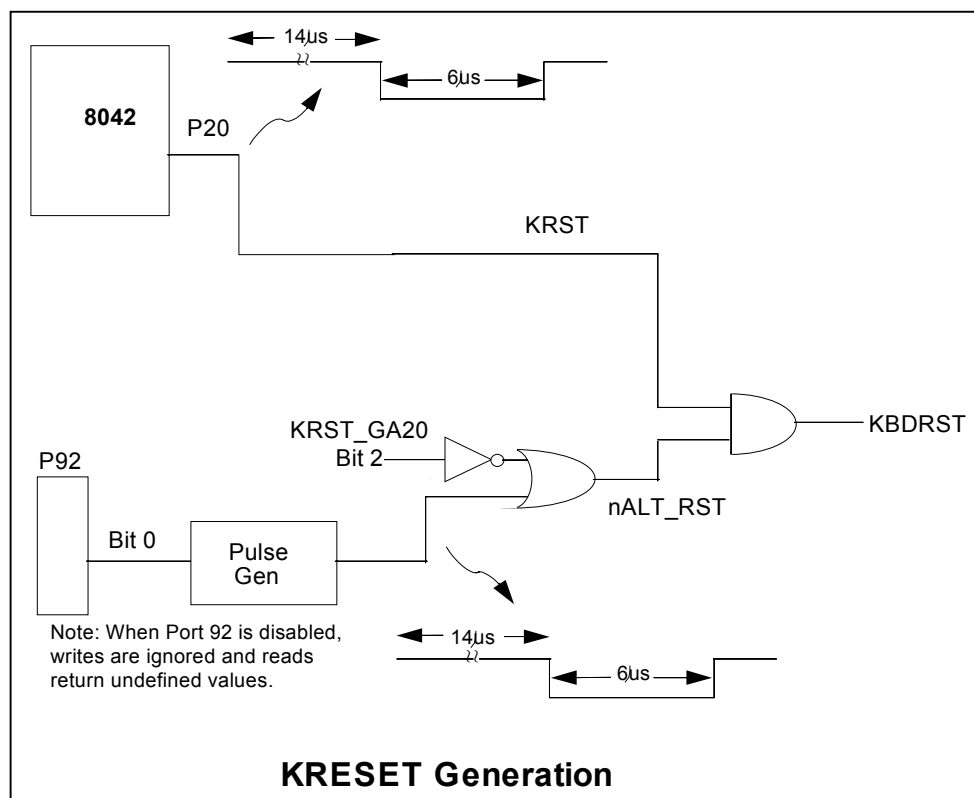 14µs
6µs
8042
P20
KRST
KRST_GA20
Bit 2
KBDRST
nALT_RST
P92
Bit 0
Pulse
Gen
Note: When Port 92 is disabled,
writes are ignored and reads
return undefined values.
14µs
6µs
KRESET Generation